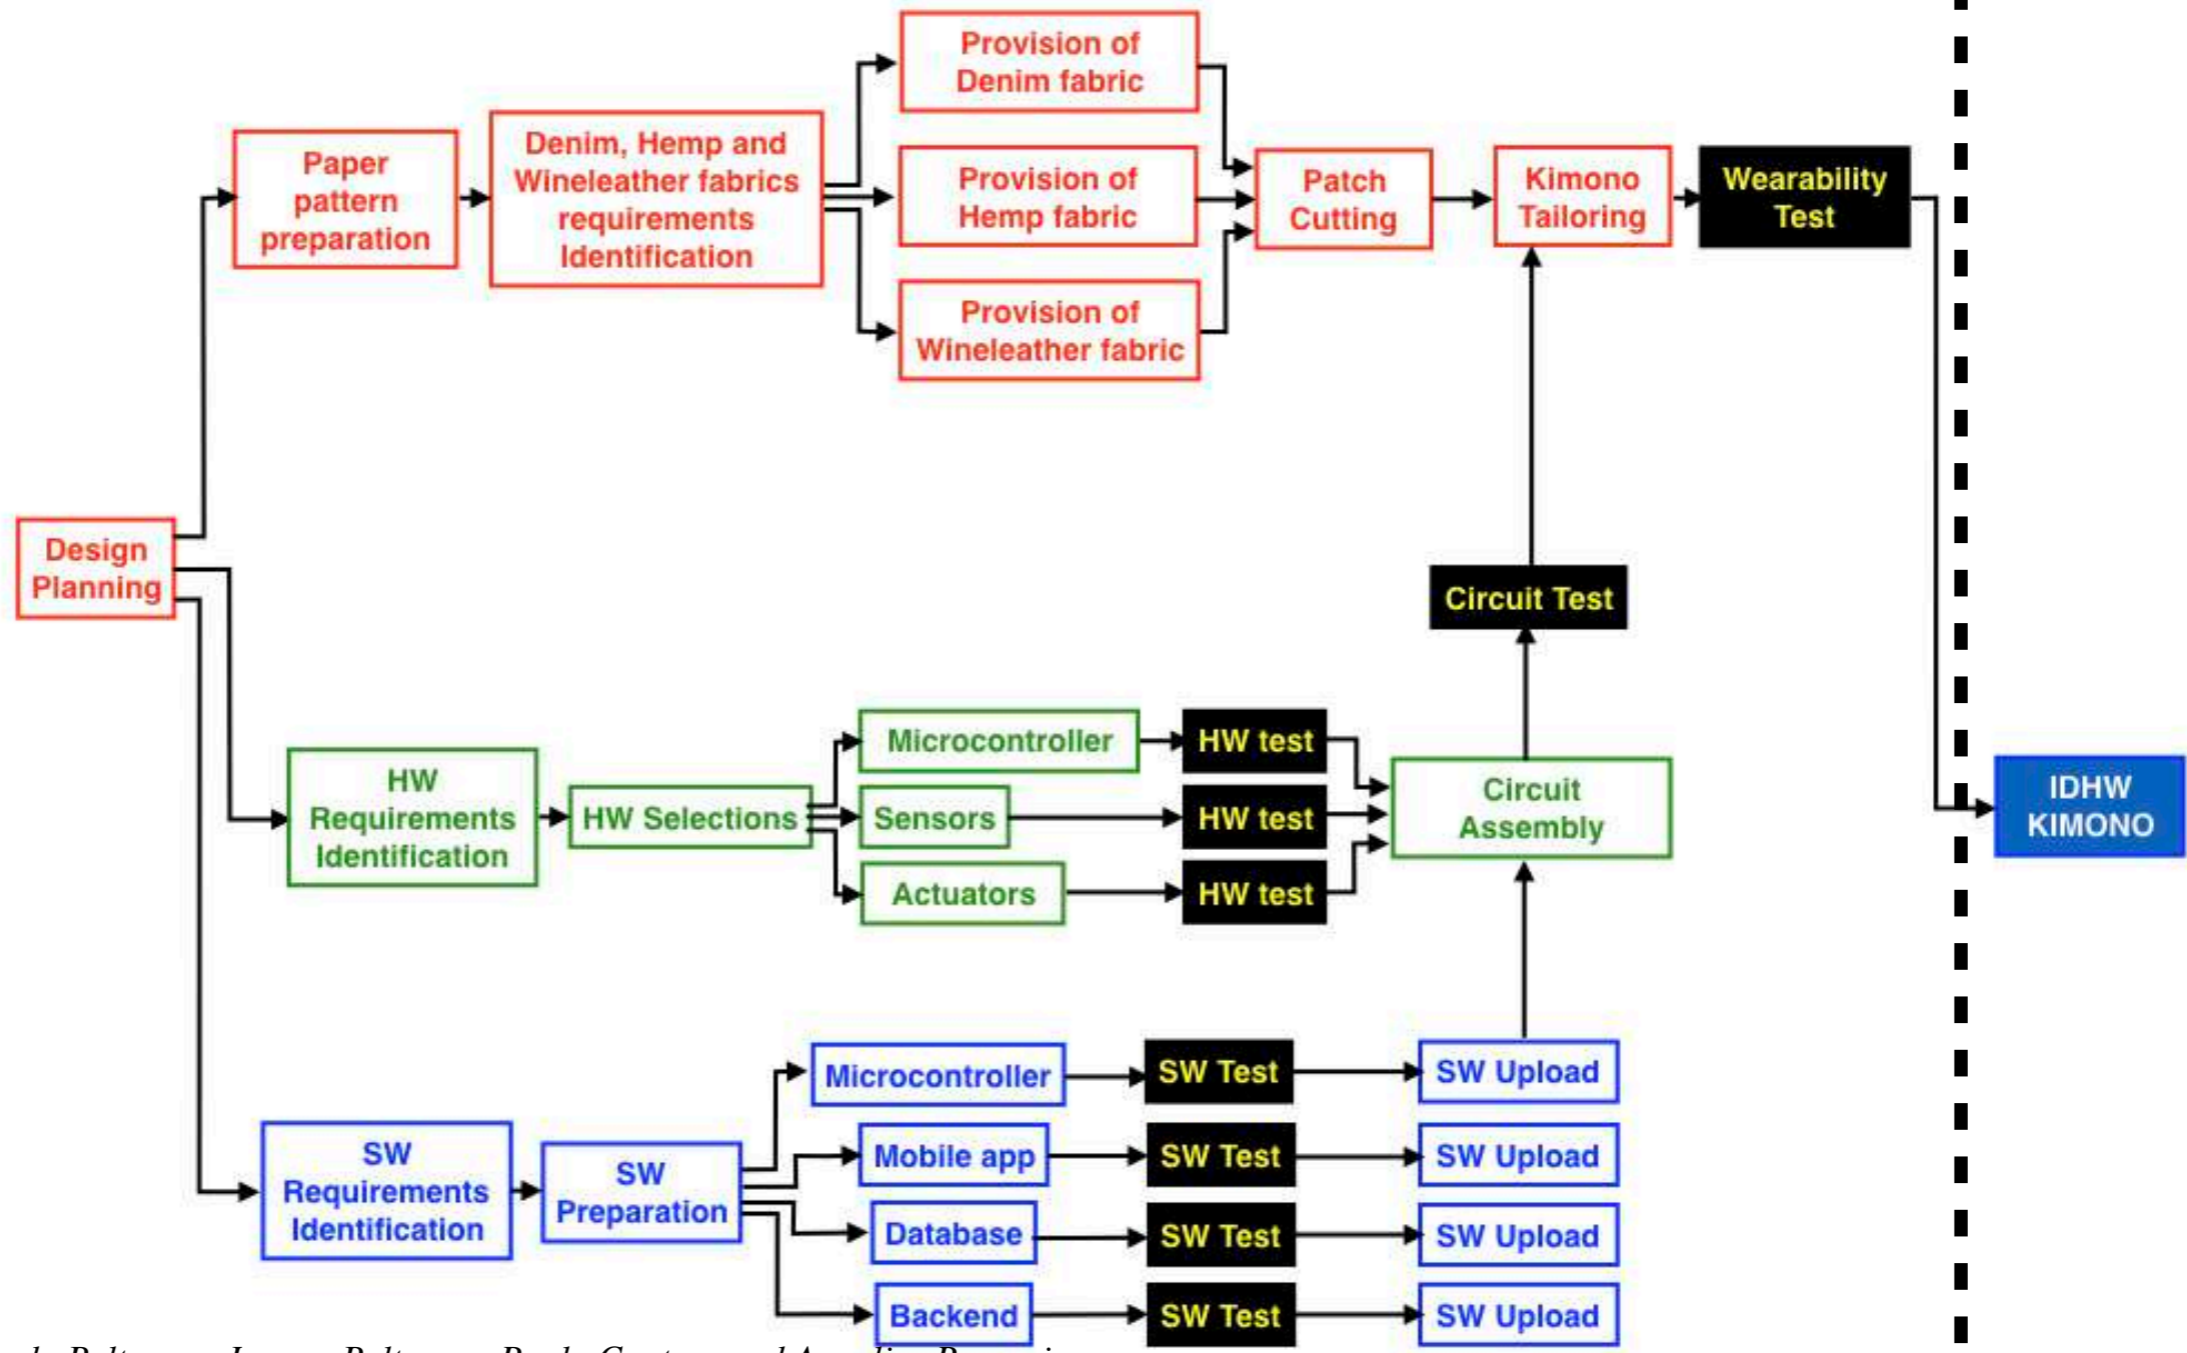 Provision of
Denim fabric
Paper
pattern
preparation
Denim, Hemp and
Wineleather fabrics
requirements
Identification
Provision of
Hemp fabric
Patch
Cutting
Kimono
Tailoring
Wearability
Test
Provision of
Wineleather fabric
Design
Planning
Circuit Test
HW
Requirements
Identification
HW Selections
Microcontroller
HW test
Sensors
HW test
Actuators
HW test
Circuit
Assembly
IDHW
KIMONO
SW
Requirements
Identification
SW
Preparation
Microcontroller
SW Test
SW Upload
Mobile app
SW Test
SW Upload
Database
SW Test
SW Upload
Backend
SW Test
SW Upload